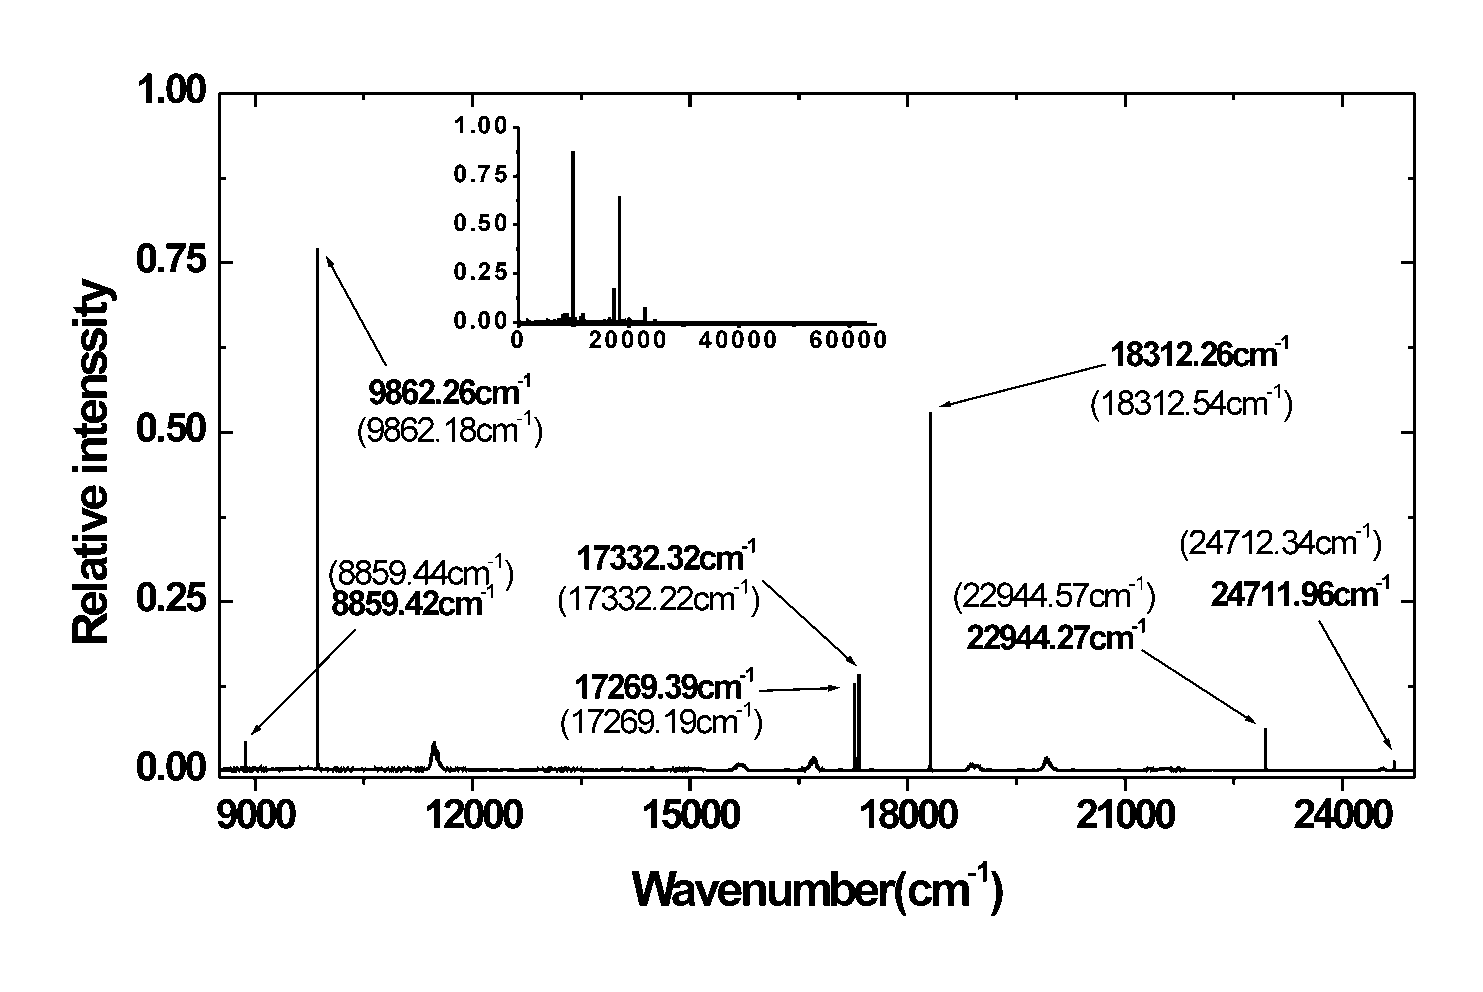 1.00
0.75
0.50
0.25
0.00
Relative intenssity
1.00
0.75
0.50
0.25
0.00
0 20000 40000 60000
9862.26cm-1
(9862.18cm-1)
18312.26cm-1
(18312.54cm-1)
(8859.44cm-1)
8859.42cm-1
17332.32cm-1
(17332.22cm-1)
17269.39cm-1
(17269.19cm-1)
(22944.57cm-1)
22944.27cm-1
(24712.34cm-1)
24711.96cm-1
9000 12000 15000 18000 21000 24000
Wavenumber(cm-1)